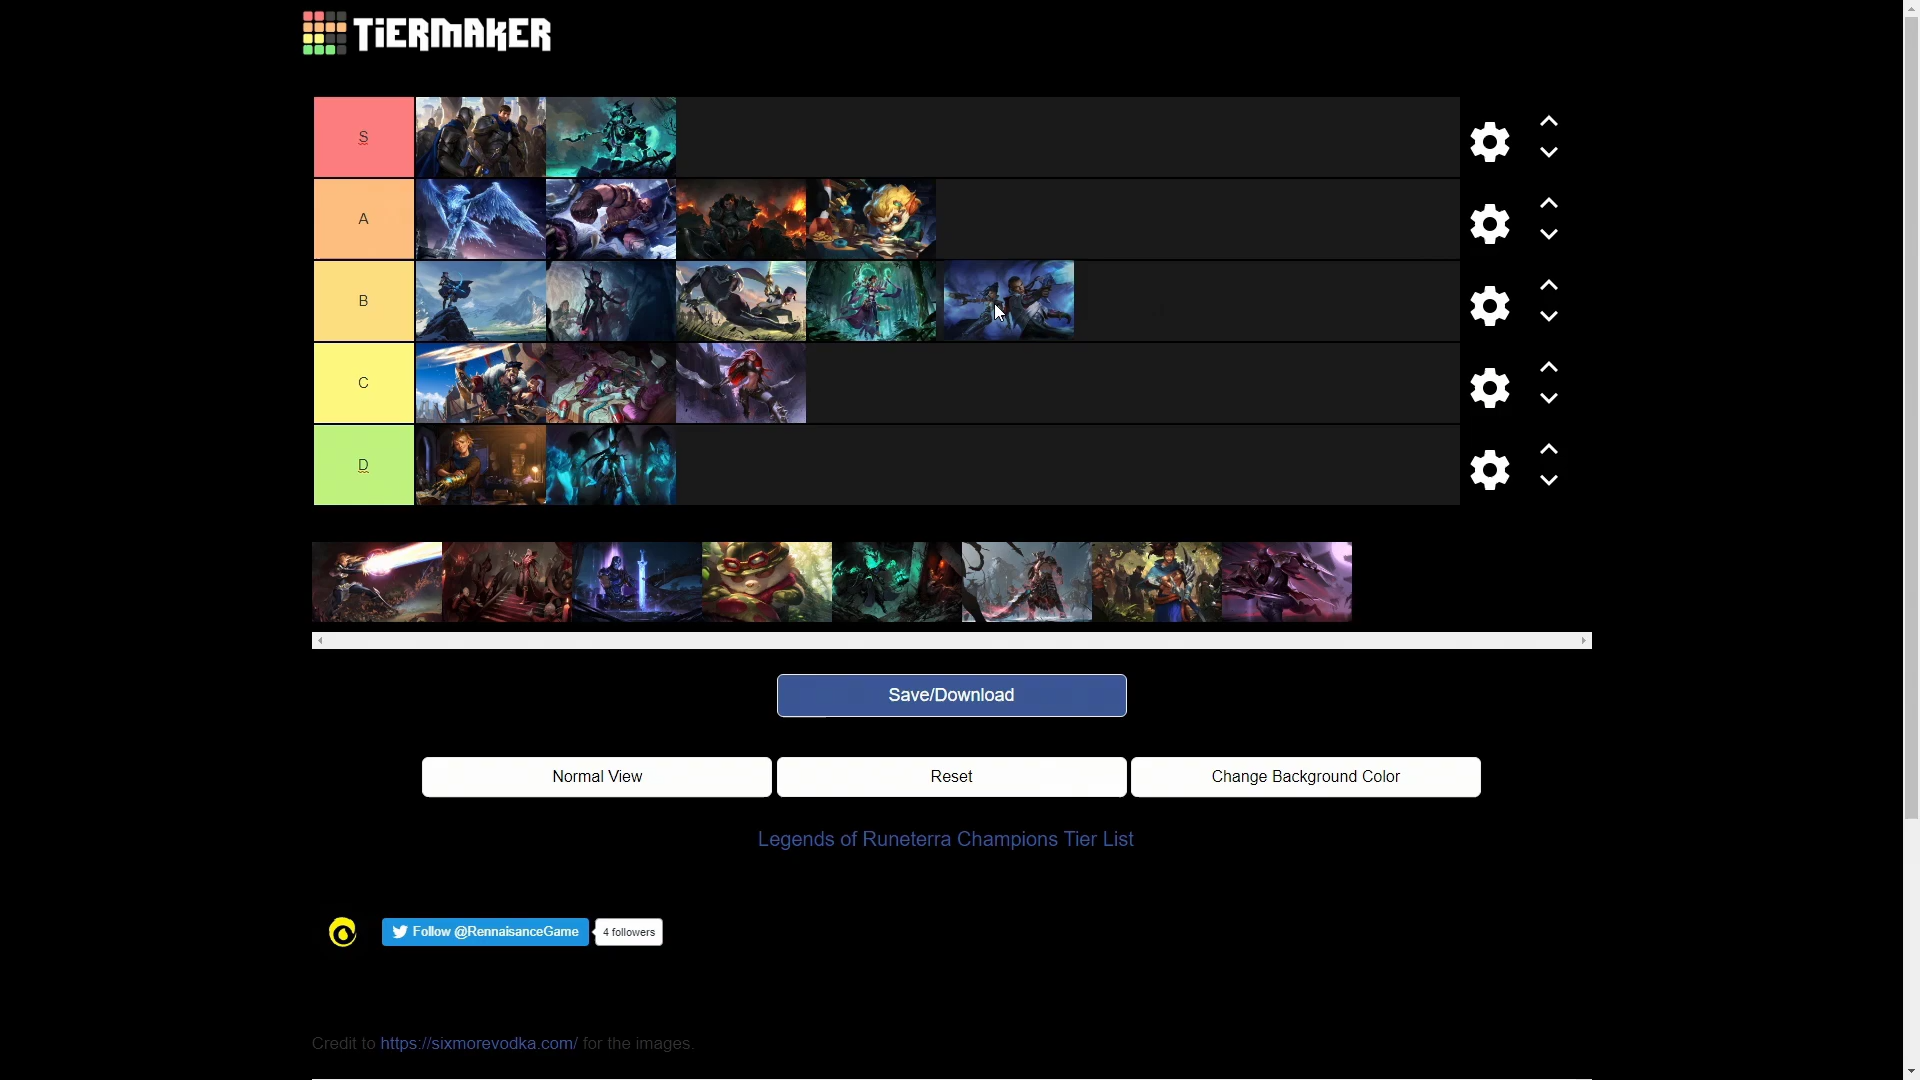 TiERMAKER
S
A
B
C
D
Save/Download
Normal View
Reset
Change Background Color
Legends of Runeterra Champions Tier List
Follow @RennaisanceGame
4 followers
Credit to https://sixmorevodka.com/ for the images.